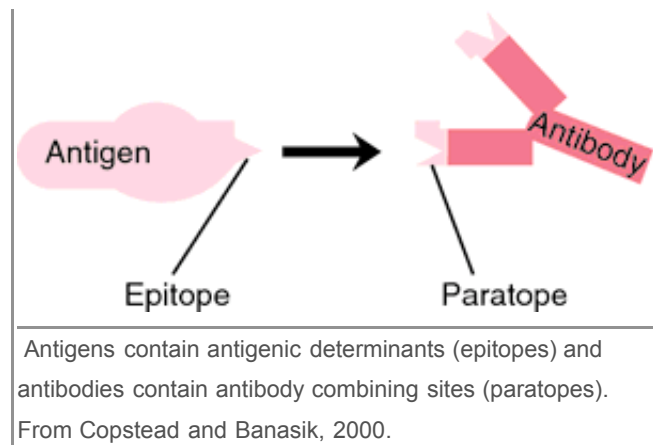 Antigen
Antibody
Epitope
Paratope
Antigens contain antigenic determinants (epitopes) and
antibodies contain antibody combining sites (paratopes).
From Copstead and Banasik, 2000.